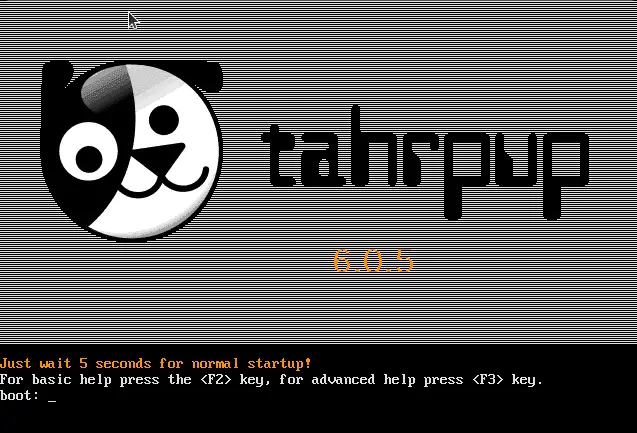 tahrpup
6.0.5
Just wait 5 seconds for normal startup!
For basic help press the <F2> key, for advanced help press <F3> key.
boot: _